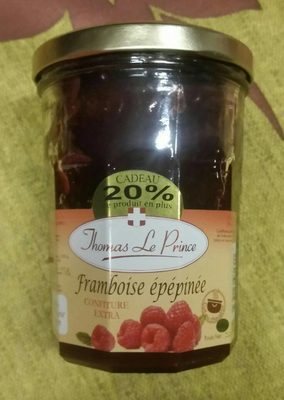 CADEAU
20%
de produit en plus
Thomas Le Prince
Framboise épépinée
CONFITURE
EXTRA